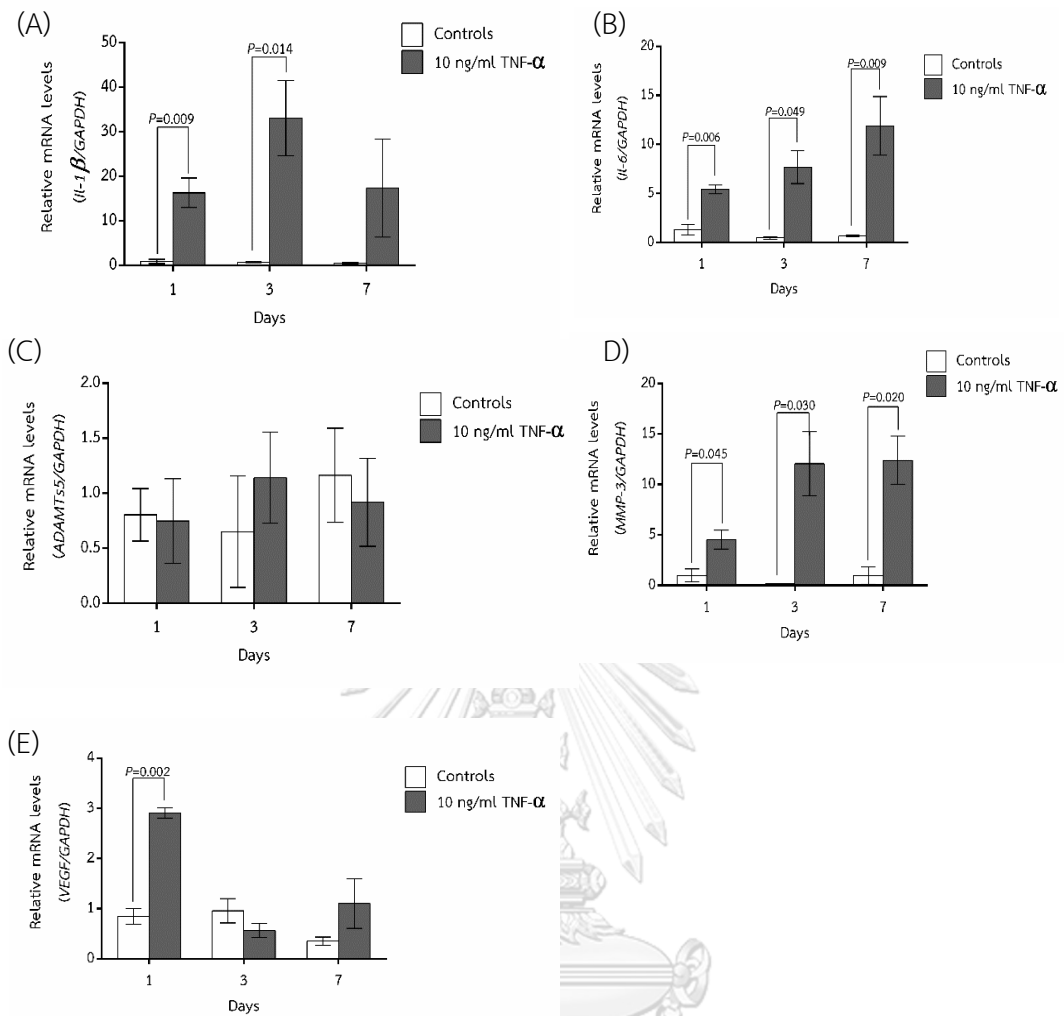 (A)
Controls
10 ng/ml TNF-α
Relative mRNA levels
(il-1β/GAPDH)
50
40
30
20
10
0
P=0.009
P=0.014
1 3 7
Days
(B)
Controls
10 ng/ml TNF-α
Relative mRNA levels
(Il-6/GAPDH)
20
15
10
5
0
P=0.006
P=0.049
P=0.009
1 3 7
Days
(C)
Controls
10 ng/ml TNF-α
Relative mRNA levels
(ADAMTs5/GAPDH)
2.0
1.5
1.0
0.5
0.0
1 3 7
Days
D)
Controls
10 ng/ml TNF-α
Relative mRNA levels
(MMP-3/GAPDH)
20
15
10
5
0
P=0.045
P=0.030
P=0.020
1 3 7
Days
(E)
Controls
10 ng/ml TNF-α
Relative mRNA levels
(VEGF/GAPDH)
4
3
2
1
0
P=0.002
1 3 7
Days